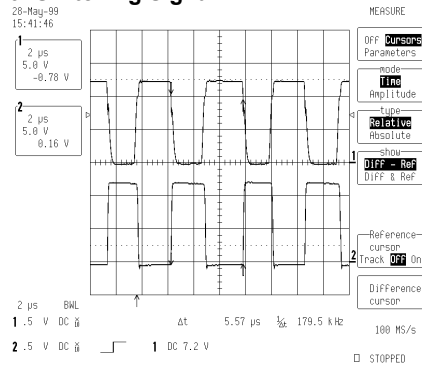 28-May-99
15:41:46
1
2 µs
5.0 V
-0.78 V
2
2 µs
5.0 V
0.16 V
MEASURE
Off Cursors
Parameters
mode
Time
Amplitude
type
Relative
Absolute
show
Diff - Ref
Diff & Ref
Reference
cursor
Track Off On
Difference
cursor
1
2
2 µs BWL
1 .5 V DC
2 .5 V DC
Δt 5.57 µs 1/Δt 179.5 kHz
1 DC 7.2 V
100 MS/s
STOPPED